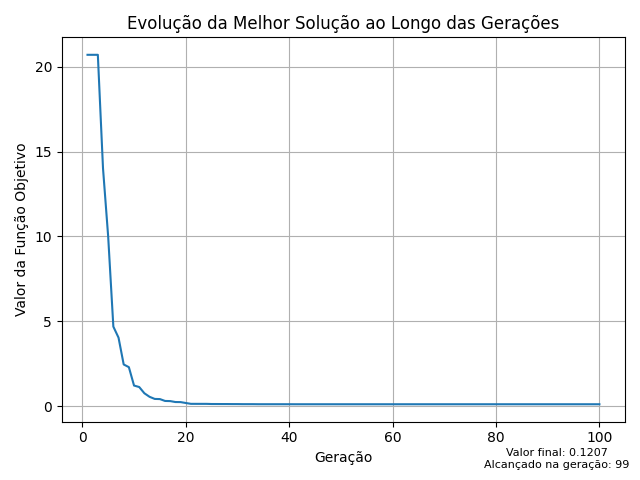 Evolução da Melhor Solução ao Longo das Gerações
Valor da Função Objetivo
20
15
10
5
0
0 20 40 60 80 100
Geração
Valor final: 0.1207
Alcançado na geração: 99